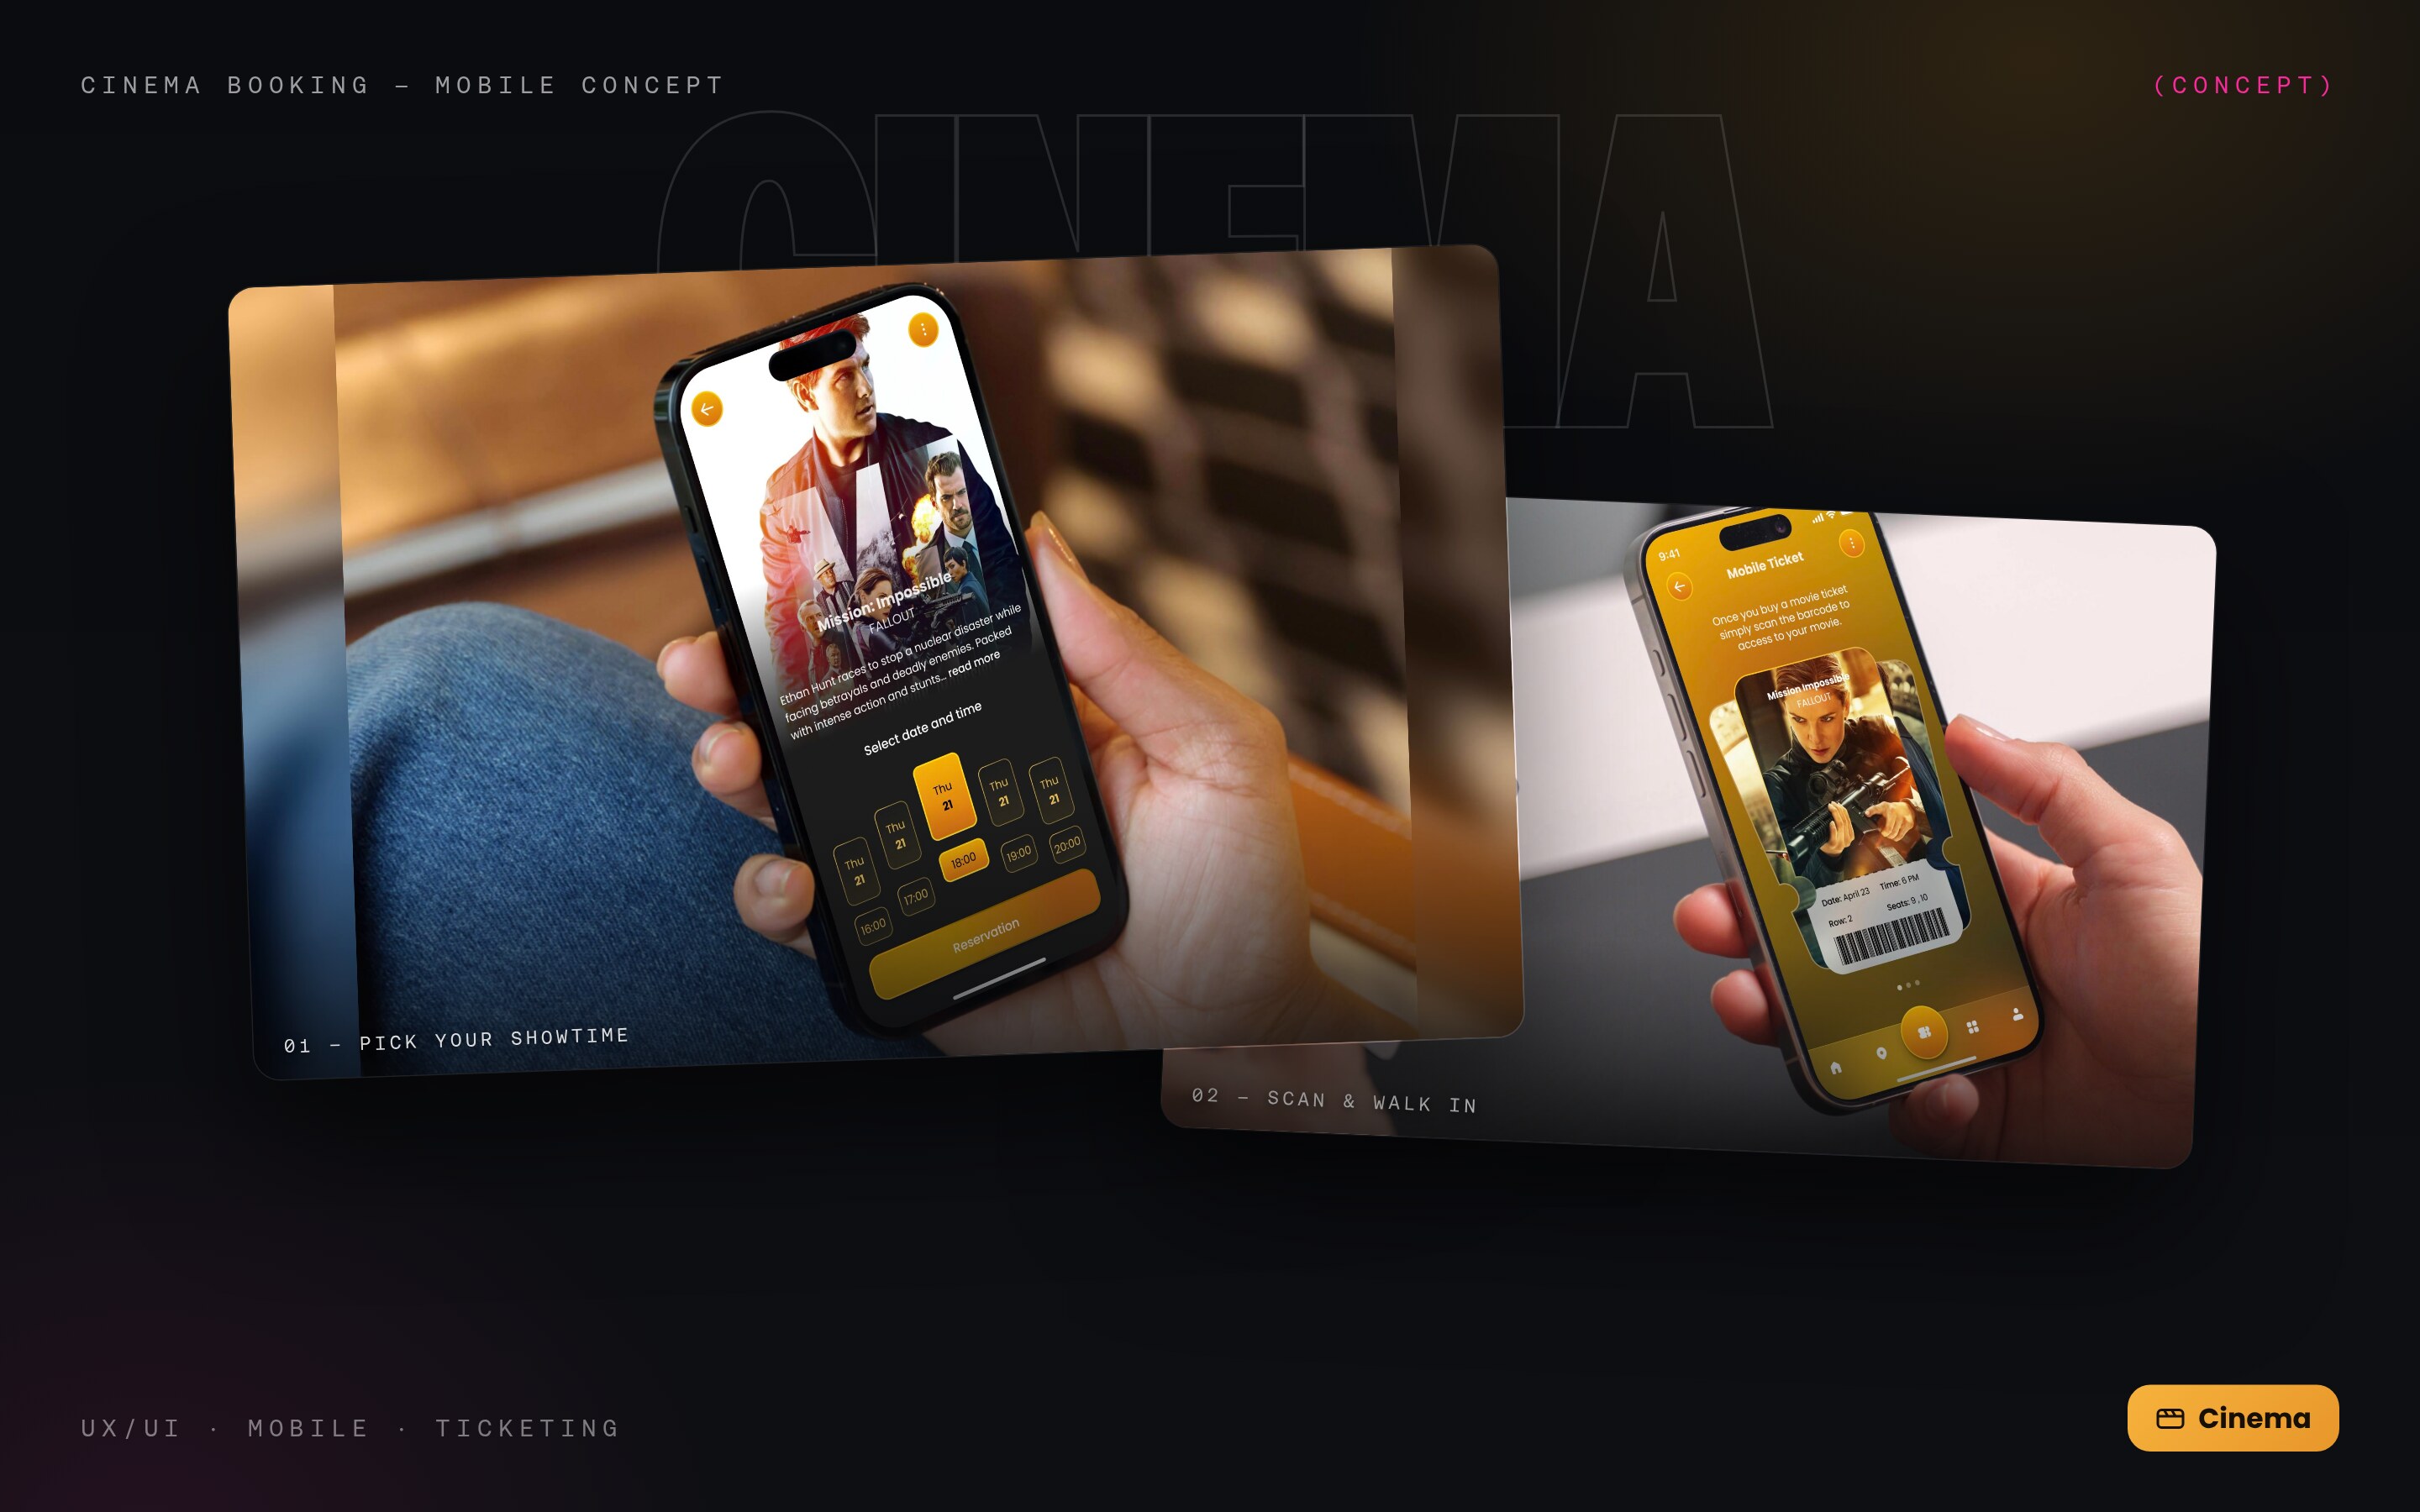 CINEMA BOOKING — MOBILE CONCEPT
(CONCEPT)
CINEMA
Mission: Impossible
FALLOUT
Ethan Hunt races to stop a nuclear disaster while
facing betrayals and deadly enemies. Packed
with intense action and stunts... read more
Select date and time
Thu 21
Thu 21
Thu 21
Thu 21
Thu 21
16:00
17:00
18:00
19:00
20:00
Reservation
01 — PICK YOUR SHOWTIME
9:41
Mobile Ticket
Once you buy a movie ticket
simply scan the barcode to
access to your movie.
Mission Impossible
FALLOUT
Date: April 23 Time: 6 PM
Row: 2 Seats: 9 , 10
02 — SCAN & WALK IN
UX/UI · MOBILE · TICKETING
Cinema